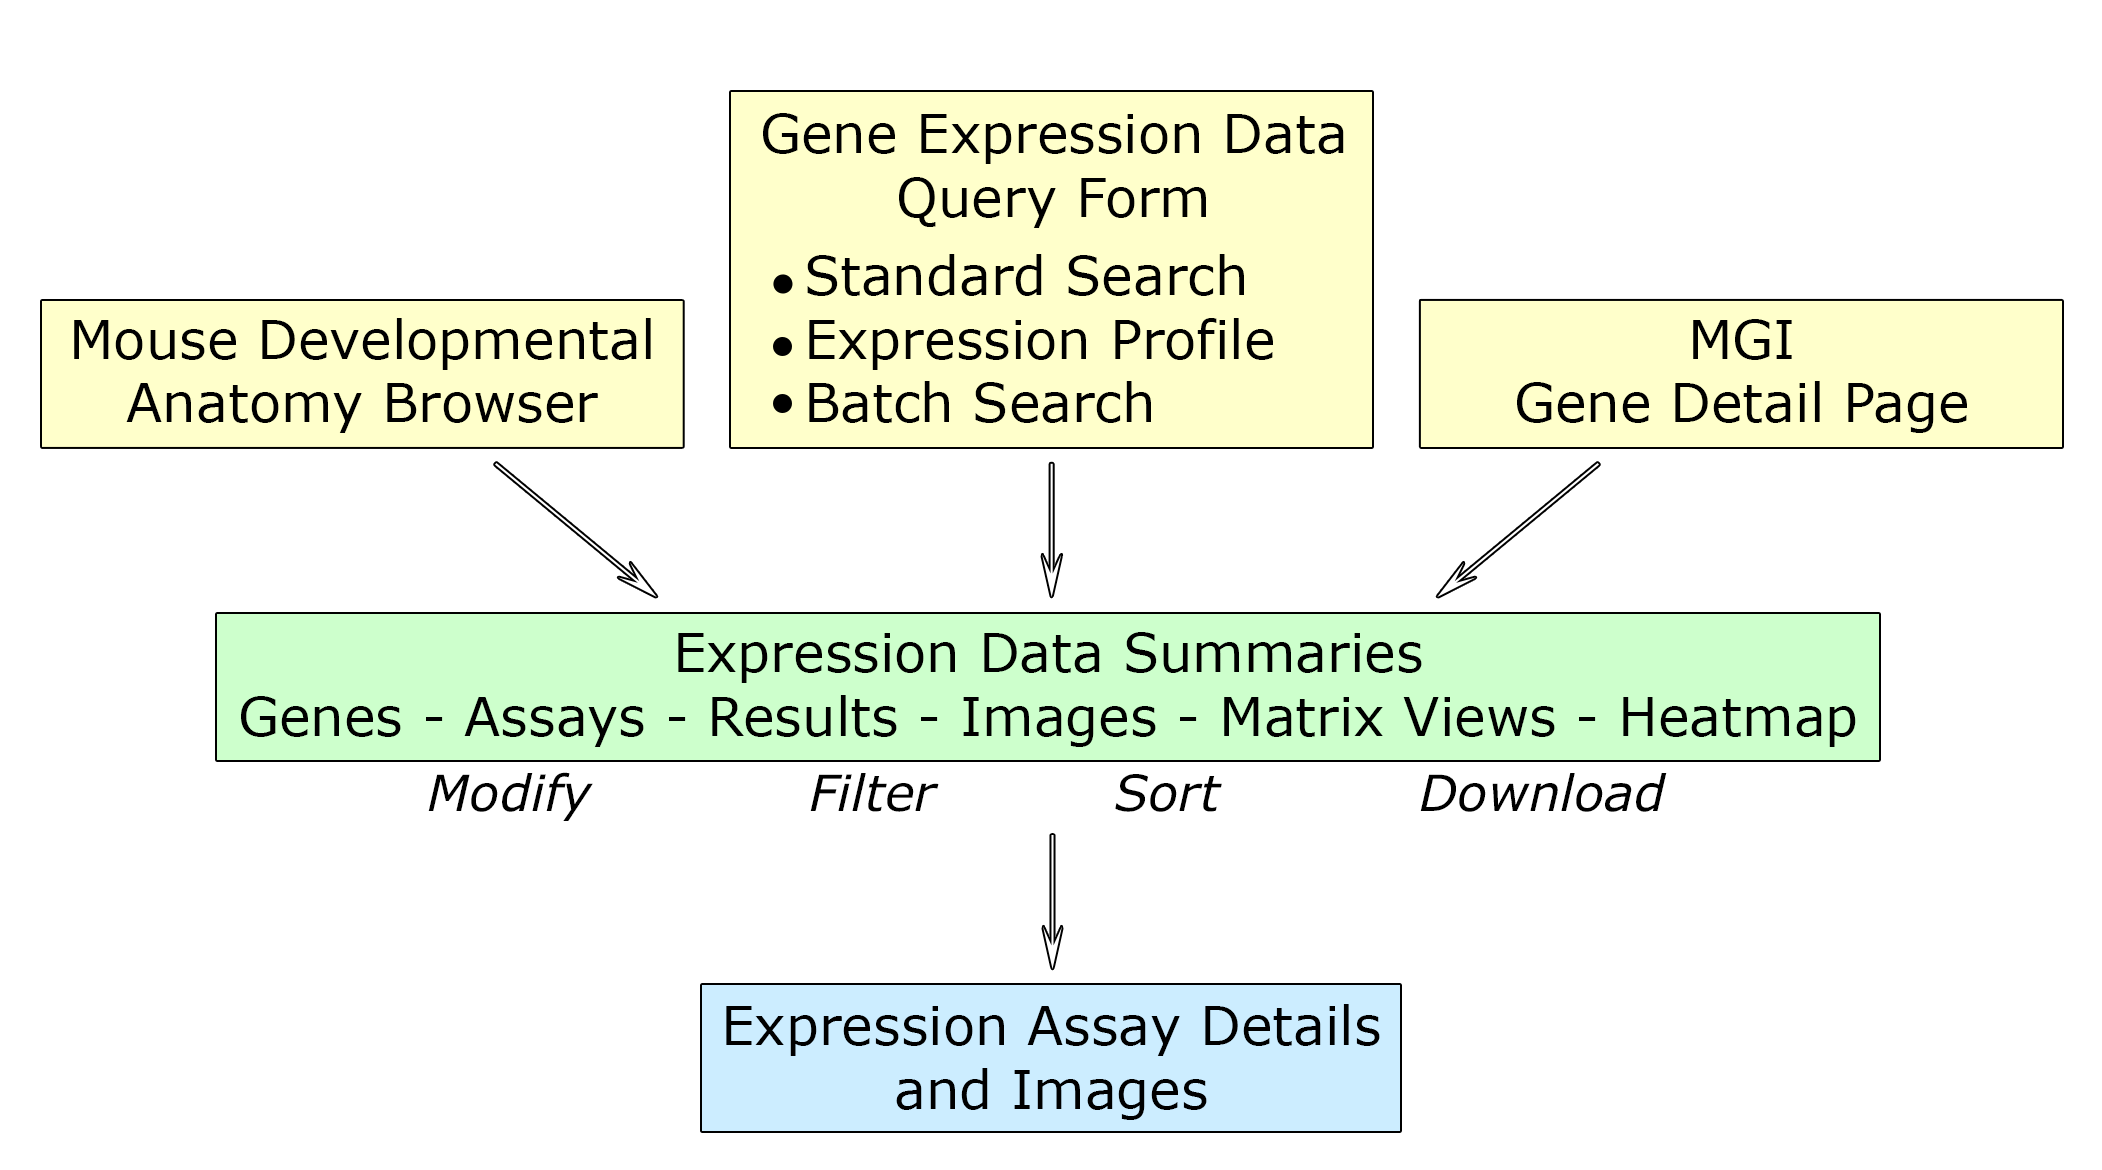 Gene Expression Data
Query Form
• Standard Search
• Expression Profile
• Batch Search
Mouse Developmental
Anatomy Browser
MGI
Gene Detail Page
Expression Data Summaries
Genes - Assays - Results - Images - Matrix Views - Heatmap
Modify Filter Sort Download
Expression Assay Details
and Images